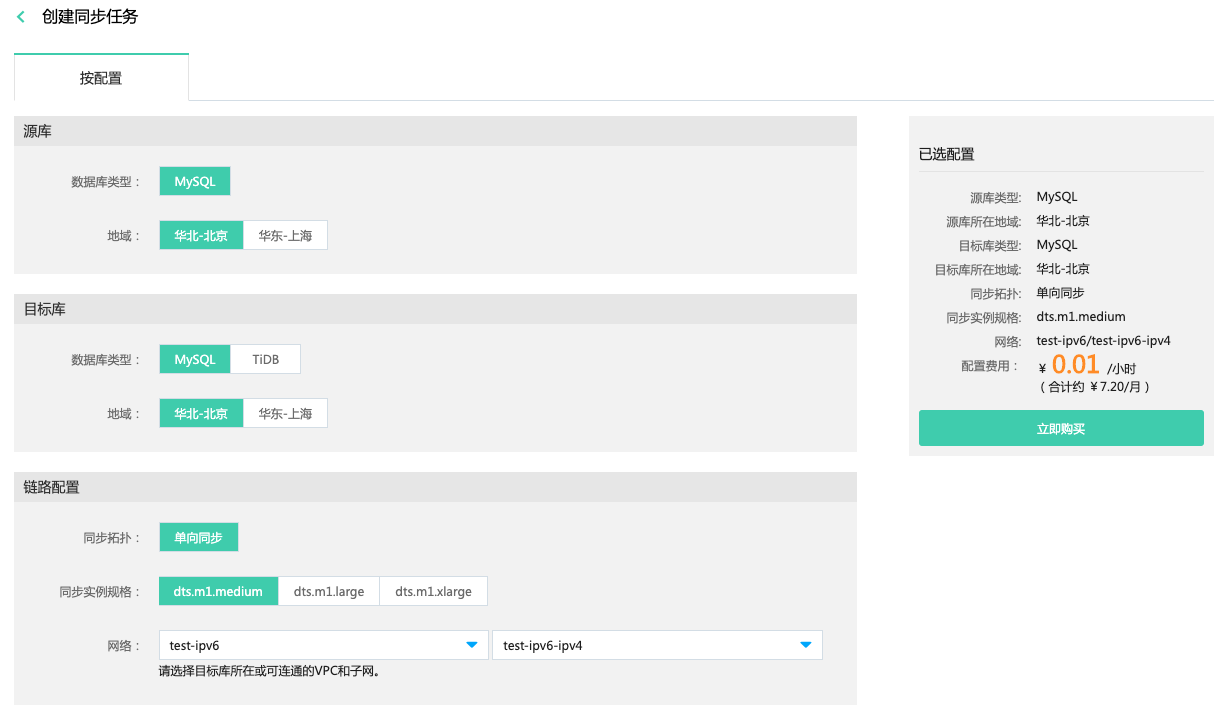 创建同步任务
按配置
源库
数据库类型： MySQL
地域： 华北-北京 华东-上海
目标库
数据库类型： MySQL TiDB
地域： 华北-北京 华东-上海
链路配置
同步拓扑： 单向同步
同步实例规格： dts.m1.medium dts.m1.large dts.m1.xlarge
网络： test-ipv6 test-ipv6-ipv4
请选择目标库所在或可连通的VPC和子网。
已选配置
源库类型: MySQL
源库所在地域: 华北-北京
目标库类型: MySQL
目标库所在地域: 华北-北京
同步拓扑: 单向同步
同步实例规格: dts.m1.medium
网络: test-ipv6/test-ipv6-ipv4
配置费用： ¥ 0.01 /小时
（合计约 ¥7.20/月）
立即购买